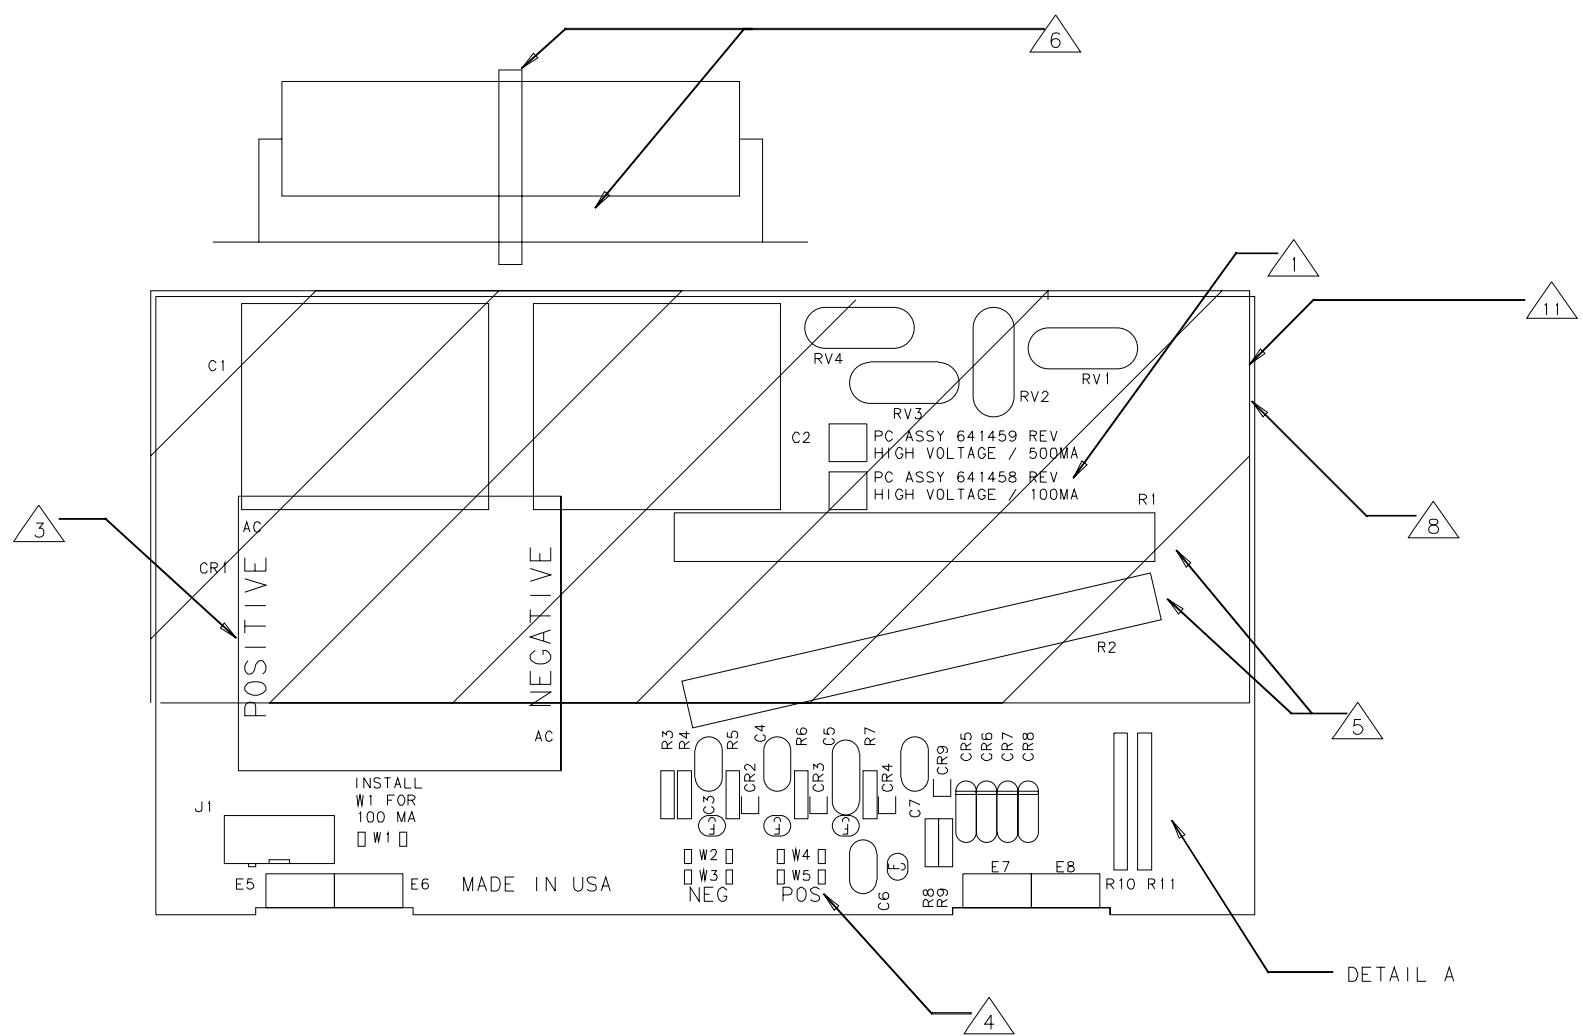 6
1
11
C1
RV4
RV3
RV2
RV1
C2
PC ASSY 641459 REV
HIGH VOLTAGE / 500MA
PC ASSY 641458 REV
HIGH VOLTAGE / 100MA
R1
3
AC
8
CR1
POSITIVE
NEGATIVE
R2
5
AC
R3
R4
R5
C4
R6
C5
R7
CR9
CR5
CR6
CR7
CR8
CR2
CR3
CR4
C3
C7
INSTALL
W1 FOR
100 MA
J1
W1
W2
W4
W3
W5
NEG
POS
E5
E6
MADE IN USA
C6
R8
R9
E7
E8
R10 R11
DETAIL A
4